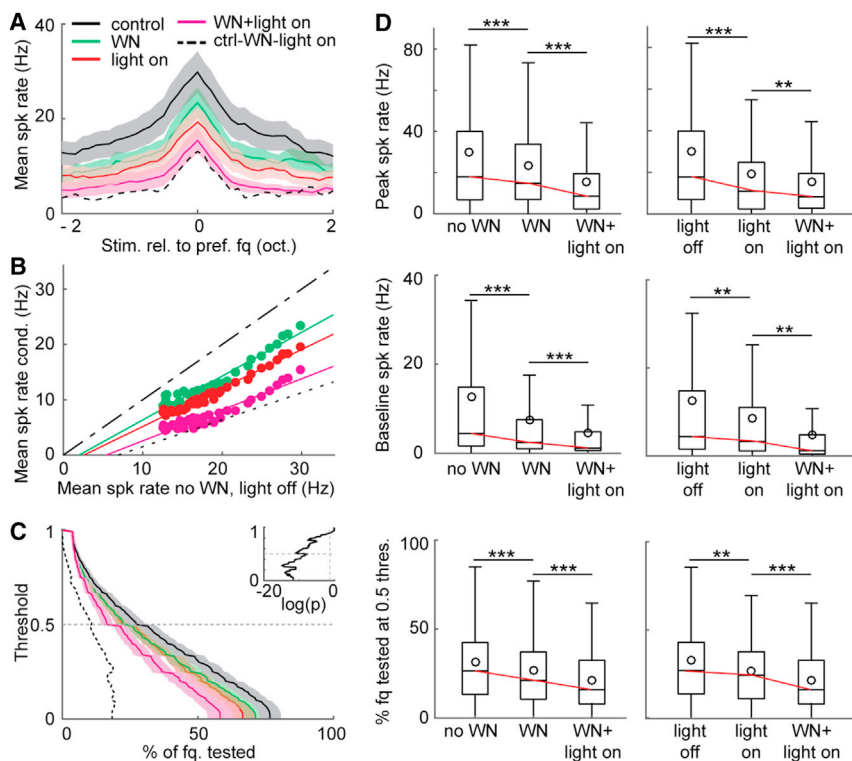 A
control
WN
light on
WN+light on
ctrl-WN-light on
Mean spk rate (Hz)
40
20
0
- 2
0
2
Stim. rel. to pref. fq (oct.)
B
Mean spk rate cond. (Hz)
30
20
10
0
0
10
20
30
Mean spk rate no WN, light off (Hz)
C
Threshold
1
0.5
0
0
50
100
% of fq. tested
1
0
-20
0
log(p)
D
Peak spk rate (Hz)
80
40
0
***
***
no WN
WN
WN+
light on
***
**
light
off
light
on
WN+
light on
Baseline spk rate (Hz)
40
20
0
***
***
no WN
WN
WN+
light on
**
**
light
off
light
on
WN+
light on
% fq tested at 0.5 thres.
100
50
0
***
***
no WN
WN
WN+
light on
**
***
light
off
light
on
WN+
light on